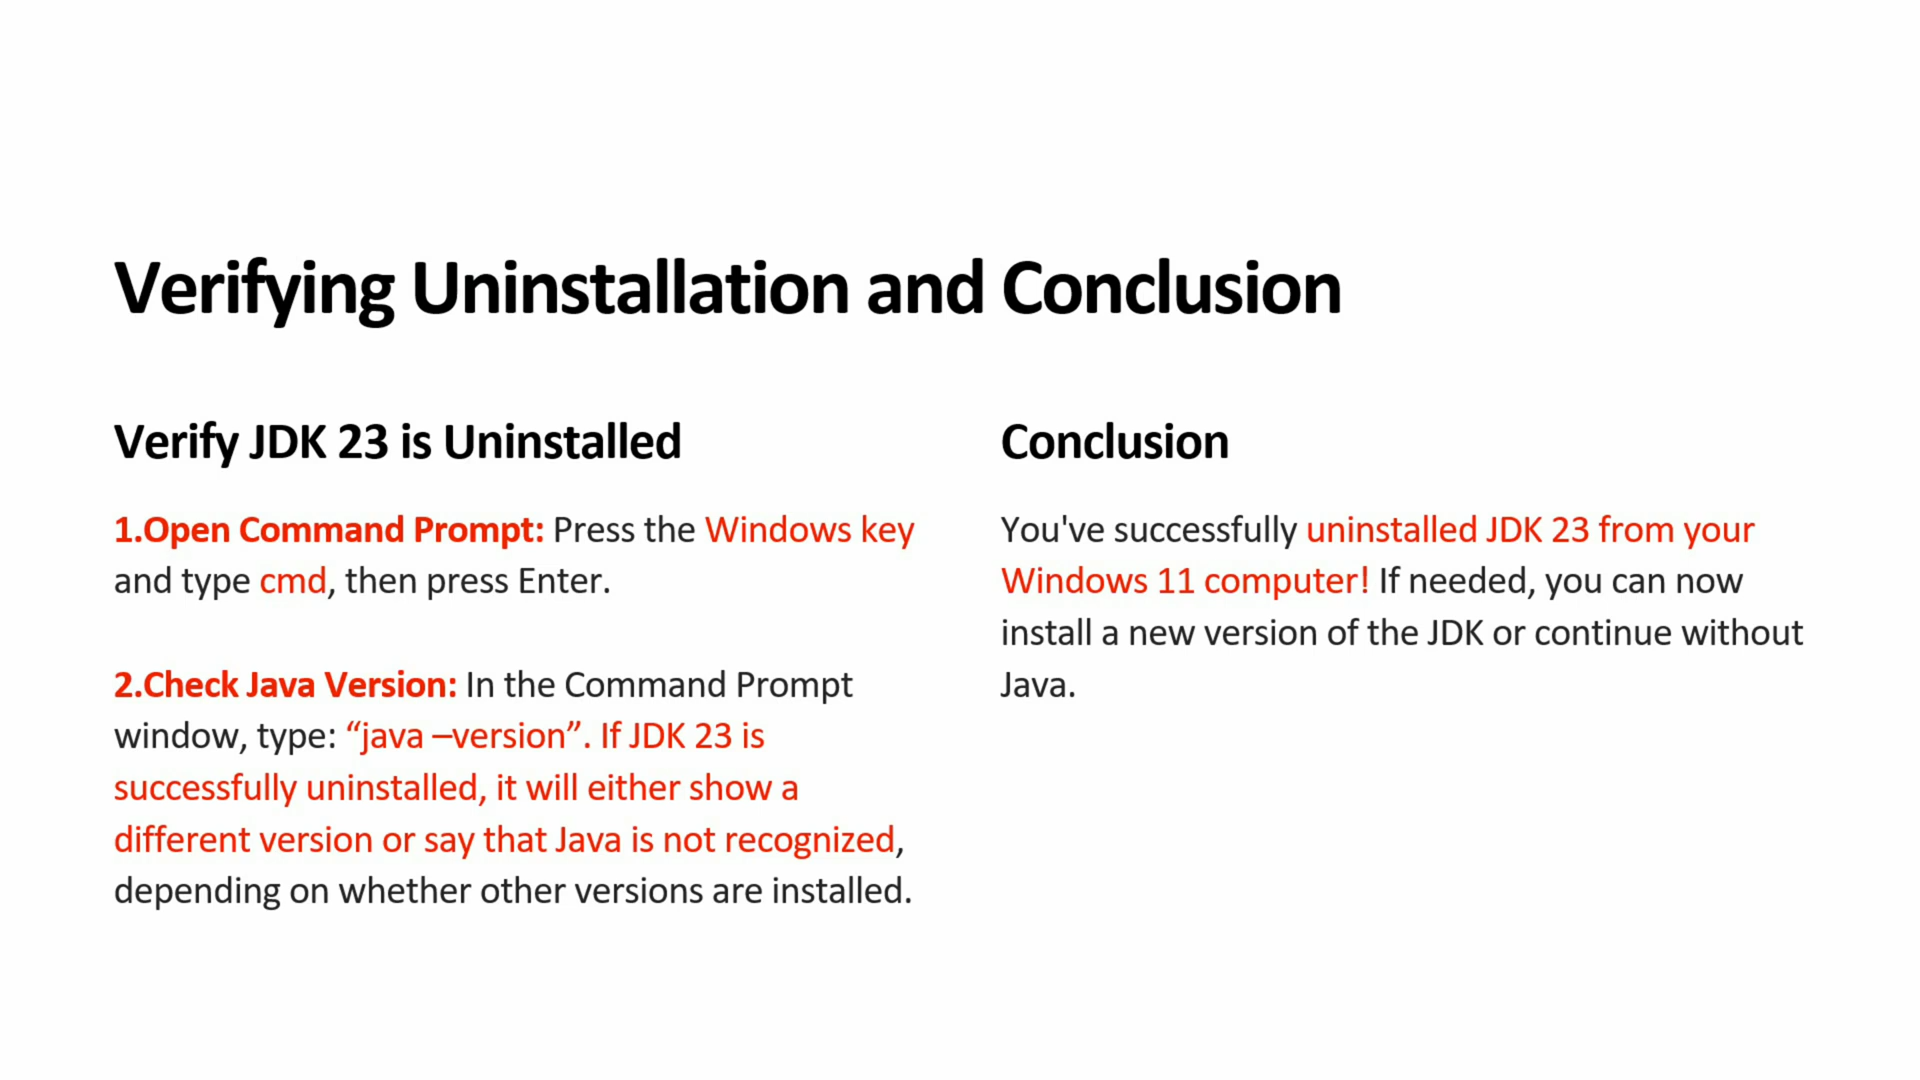 Verifying Uninstallation and Conclusion
Verify JDK 23 is Uninstalled
1.Open Command Prompt: Press the Windows key
and type cmd, then press Enter.
2.Check Java Version: In the Command Prompt
window, type: “java –version”. If JDK 23 is
successfully uninstalled, it will either show a
different version or say that Java is not recognized,
depending on whether other versions are installed.
Conclusion
You've successfully uninstalled JDK 23 from your
Windows 11 computer! If needed, you can now
install a new version of the JDK or continue without
Java.